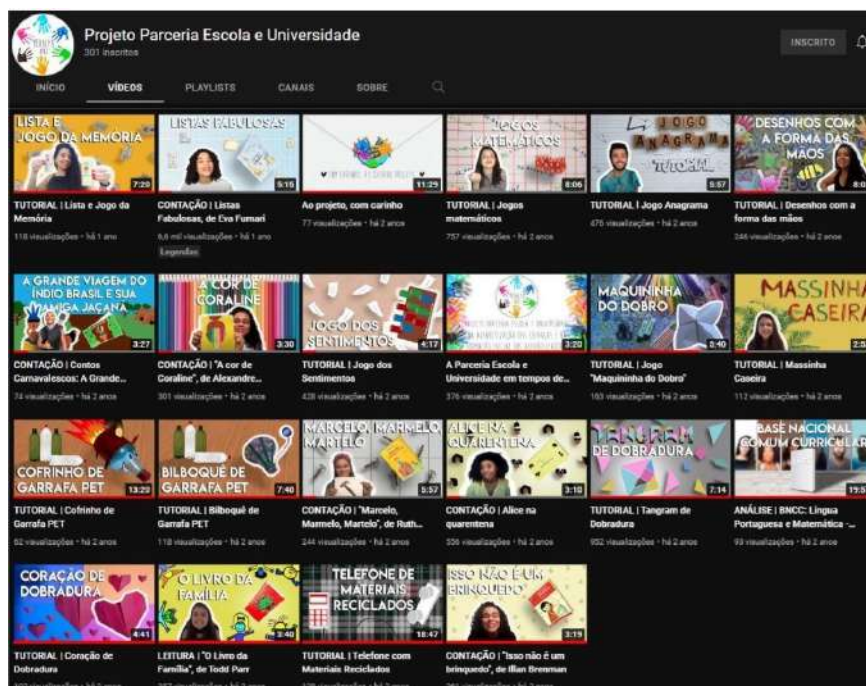 Projeto Parceria Escola e Universidade
301 inscritos
INSCRITO
INÍCIO VÍDEOS PLAYLISTS CANAIS SOBRE
LISTA E
JOGO DA MEMÓRIA
7:20
LISTAS FABULOSAS
5:15
11:29
JOGOS
MATEMÁTICOS
8:06
JOGO
ANAGRAMA
TUTORIAL
5:57
DESENHOS COM
A FORMA DAS
MÃOS
TUTORIAL | Lista e Jogo da
Memória
118 visualizações • há 1 ano
CONTAÇÃO | Listas
Fabulosas, de Eva Furnari
6,6 mil visualizações • há 1 ano
Legendas
Ao projeto, com carinho
77 visualizações • há 2 anos
TUTORIAL | Jogos
matemáticos
757 visualizações • há 2 anos
TUTORIAL | Jogo Anagrama
476 visualizações • há 2 anos
TUTORIAL | Desenhos com a
forma das mãos
246 visualizações • há 2 anos
A GRANDE VIAGEM DO
ÍNDIO BRASIL E SUA
AMIGA JAÇANÃ
3:27
A COR DE
CORALINE
3:30
JOGO DOS
SENTIMENTOS
4:17
3:20
MAQUININHA
DO DOBRO
5:40
MASSINHA
CASEIRA
CONTAÇÃO | Contos
Carnavalescos: A Grande...
74 visualizações • há 2 anos
CONTAÇÃO | "A cor de
Coraline", de Alexandre...
301 visualizações • há 2 anos
TUTORIAL | Jogo dos
Sentimentos
428 visualizações • há 2 anos
A Parceria Escola e
Universidade em tempos de...
376 visualizações • há 2 anos
TUTORIAL | Jogo
"Maquininha do Dobro"
163 visualizações • há 2 anos
TUTORIAL | Massinha
Caseira
112 visualizações • há 2 anos
COFRINHO DE
GARRAFA PET
13:20
BILBOQUÊ DE
GARRAFA PET
7:40
MARCELO, MARMELO,
MARTELO
5:57
ALICE NA
QUARENTENA
3:10
TANGRAM
DE DOBRADURA
7:14
BASE NACIONAL
COMUM CURRICULAR
19:5
TUTORIAL | Cofrinho de
Garrafa PET
62 visualizações • há 2 anos
TUTORIAL | Bilboquê de
Garrafa PET
118 visualizações • há 2 anos
CONTAÇÃO | "Marcelo,
Marmelo, Martelo", de Ruth...
244 visualizações • há 2 anos
CONTAÇÃO | Alice na
quarentena
visualizações • há 2 anos
TUTORIAL | Tangram de
Dobradura
952 visualizações • há 2 anos
ANÁLISE | BNCC: Língua
Portuguesa e Matemática -...
93 visualizações • há 2 anos
CORAÇÃO DE
DOBRADURA
4:41
O LIVRO DA
FAMÍLIA
3:40
TELEFONE DE
MATERIAIS
RECICLADOS
18:47
ISSO NÃO É UM
BRINQUEDO
3:19
TUTORIAL | Coração de
Dobradura
LEITURA | "O Livro da
Família", de Todd Parr
TUTORIAL | Telefone com
Materiais Reciclados
CONTAÇÃO | "Isso não é um
brinquedo", de Ilan Brenman